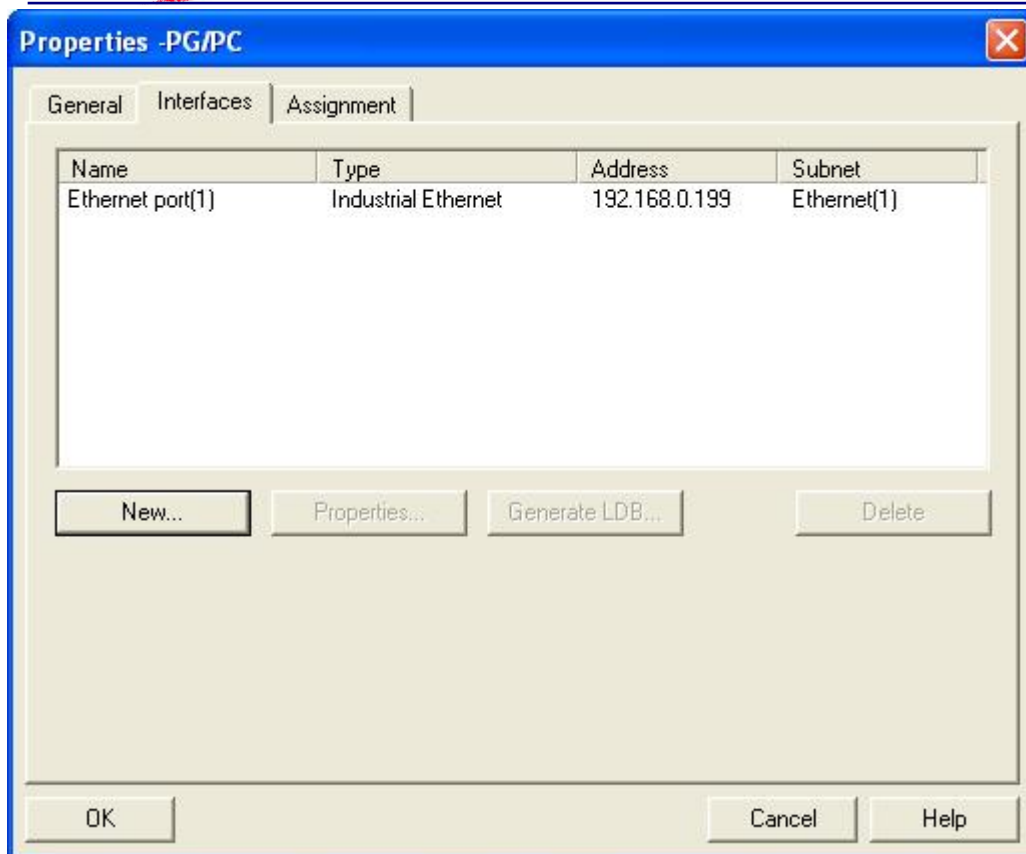 Properties -PG/PC
General Interfaces Assignment
Name Type Address Subnet
Ethernet port(1) Industrial Ethernet 192.168.0.199 Ethernet(1)
New... Properties... Generate LDB... Delete
OK Cancel Help